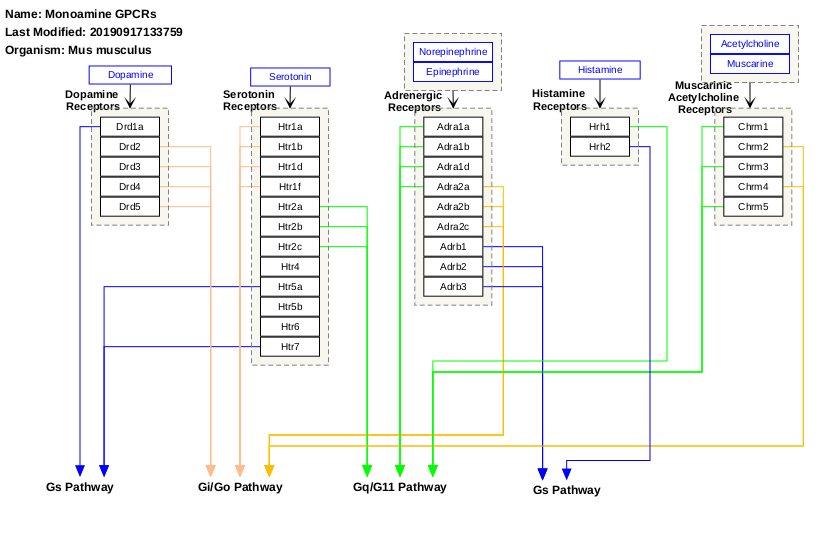 Name: Monoamine GPCRs
Last Modified: 20190917133759
Organism: Mus musculus
Dopamine
Dopamine
Receptors
Drd1a
Drd2
Drd3
Drd4
Drd5
Serotonin
Serotonin
Receptors
Htr1a
Htr1b
Htr1d
Htr1f
Htr2a
Htr2b
Htr2c
Htr4
Htr5a
Htr5b
Htr6
Htr7
Norepinephrine
Epinephrine
Adrenergic
Receptors
Adra1a
Adra1b
Adra1d
Adra2a
Adra2b
Adra2c
Adrb1
Adrb2
Adrb3
Histamine
Histamine
Receptors
Hrh1
Hrh2
Acetylcholine
Muscarine
Muscarinic
Acetylcholine
Receptors
Chrm1
Chrm2
Chrm3
Chrm4
Chrm5
Gs Pathway
Gi/Go Pathway
Gq/G11 Pathway
Gs Pathway